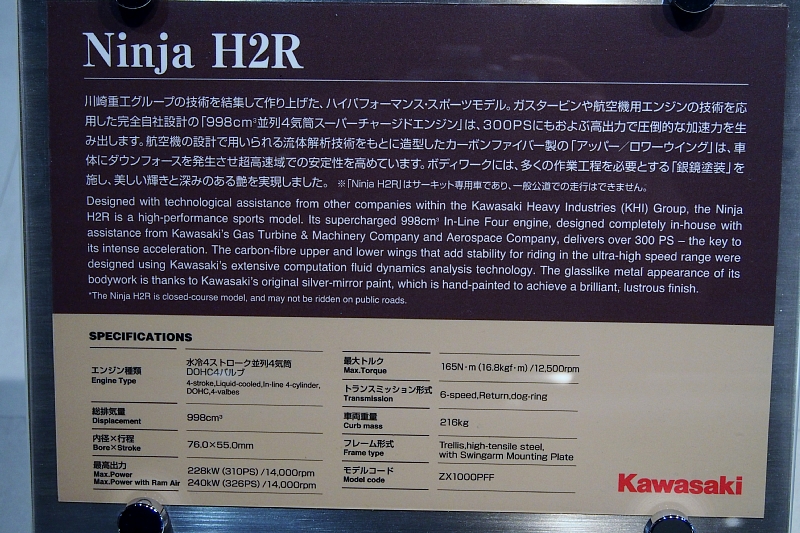 Ninja H2R
川崎重工グループの技術を結集して作り上げた、ハイパフォーマンス・スポーツモデル。ガスタービンや航空機用エンジンの技術を応
用した完全自社設計の「998cm³並列4気筒スーパーチャージドエンジン」は、300PSにもおよぶ高出力で圧倒的な加速力を生
み出します。航空機の設計で用いられる流体解析技術をもとに造型したカーボンファイバー製の「アッパー/ロワーウイング」は、車
体にダウンフォースを発生させ超高速域での安定性を高めています。ボディワークには、多くの作業工程を必要とする「銀鏡塗装」を
施し、美しい輝きと深みのある艶を実現しました。 ※「Ninja H2R」はサーキット専用車であり、一般公道での走行はできません。
Designed with technological assistance from other companies within the Kawasaki Heavy Industries (KHI) Group, the Ninja
H2R is a high-performance sports model. Its supercharged 998cm³ In-Line Four engine, designed completely in-house with
assistance from Kawasaki's Gas Turbine & Machinery Company and Aerospace Company, delivers over 300 PS – the key to
its intense acceleration. The carbon-fibre upper and lower wings that add stability for riding in the ultra-high speed range were
designed using Kawasaki's extensive computation fluid dynamics analysis technology. The glasslike metal appearance of its
bodywork is thanks to Kawasaki's original silver-mirror paint, which is hand-painted to achieve a brilliant, lustrous finish.
*The Ninja H2R is closed-course model, and may not be ridden on public roads.
SPECIFICATIONS
エンジン種類
Engine Type
水冷4ストローク並列4気筒
DOHC4バルブ
4-stroke,Liquid-cooled,In-line 4-cylinder,
DOHC,4-valbes
総排気量
Displacement
998cm³
内径×行程
Bore×Stroke
76.0×55.0mm
最高出力
Max.Power
Max.Power with Ram Air
228kW (310PS) /14,000rpm
240kW (326PS) /14,000rpm
最大トルク
Max.Torque
165N・m (16.8kgf・m) /12,500rpm
トランスミッション形式
Transmission
6-speed,Return,dog-ring
車両重量
Curb mass
216kg
フレーム形式
Frame type
Trellis,high-tensile steel,
with Swingarm Mounting Plate
モデルコード
Model code
ZX1000PFF
Kawasaki